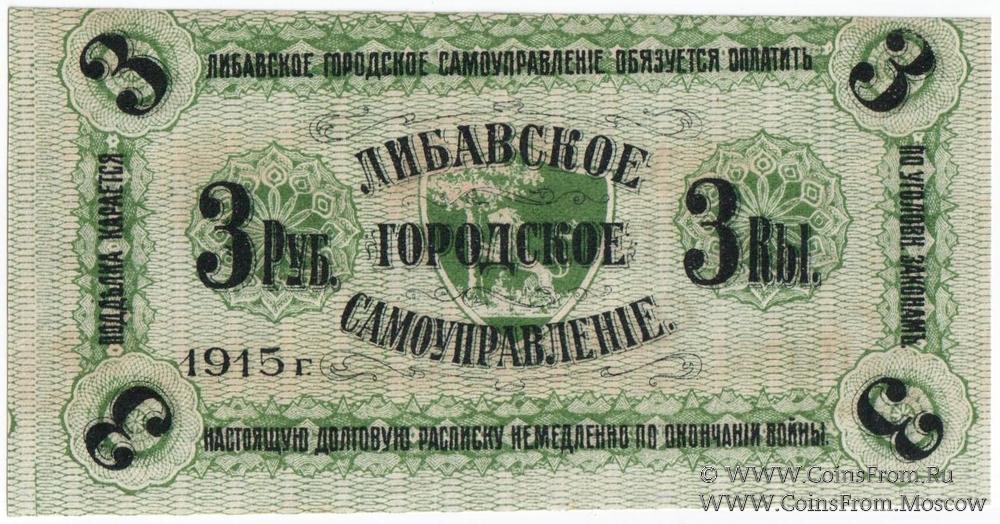 ЛИБАВСКОЕ ГОРОДСКОЕ САМОУПРАВЛЕНІЕ ОБЯЗУЕТСЯ ОПЛАТИТЬ
3
3
ПОДДѢЛКА КАРАЕТСЯ
ЛИБАВСКОЕ
ГОРОДСКОЕ
САМОУПРАВЛЕНІЕ.
3 РУБ.
3 Rbl.
ПО УГОЛОВН. ЗАКОНАМЪ
1915 г.
3
3
НАСТОЯЩУЮ ДОЛГОВУЮ РАСПИСКУ НЕМЕДЛЕННО ПО ОКОНЧАНІИ ВОЙНЫ.
© WWW.CoinsFrom.Ru
WWW.CoinsFrom.Moscow